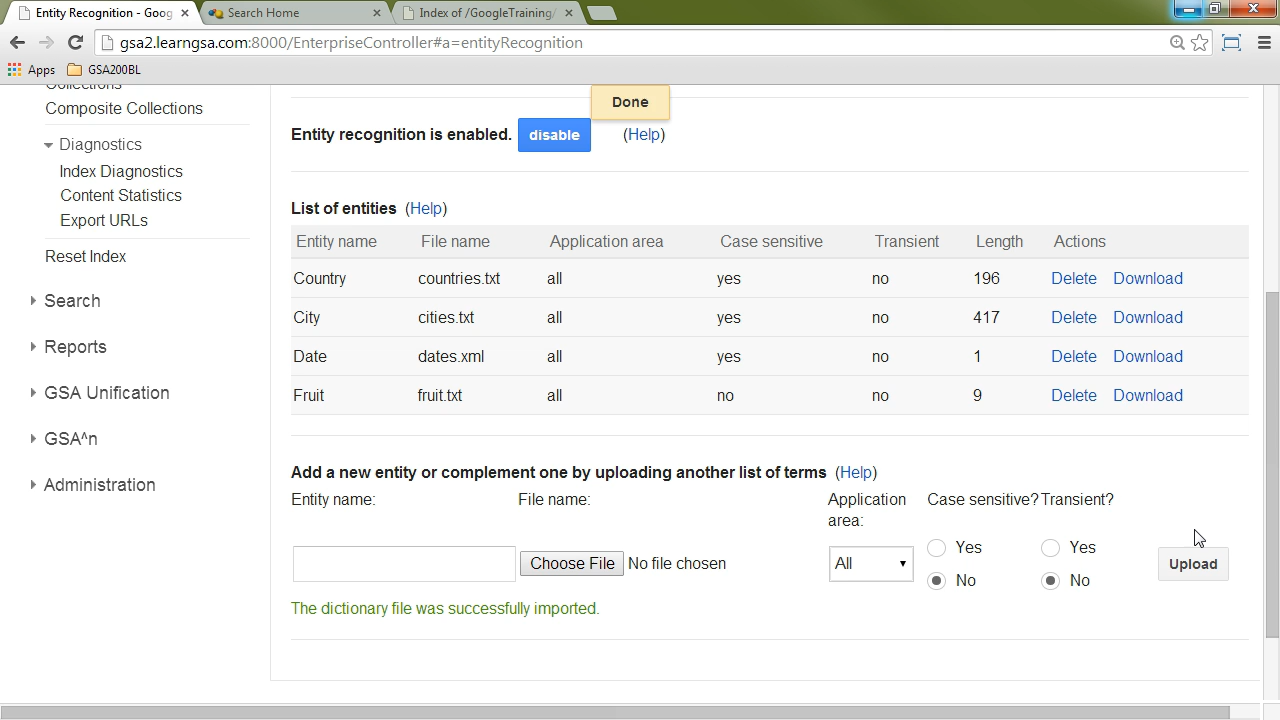 Entity Recognition - Goog
Search Home
Index of /GoogleTraining/
gsa2.learngsa.com:8000/EnterpriseController#a=entityRecognition
Apps GSA200BL
Collections
Composite Collections
Diagnostics
Index Diagnostics
Content Statistics
Export URLs
Reset Index
Search
Reports
GSA Unification
GSA^n
Administration
Done
Entity recognition is enabled. disable (Help)
List of entities (Help)
Entity name File name Application area Case sensitive Transient Length Actions
Country countries.txt all yes no 196 Delete Download
City cities.txt all yes no 417 Delete Download
Date dates.xml all yes no 1 Delete Download
Fruit fruit.txt all no no 9 Delete Download
Add a new entity or complement one by uploading another list of terms (Help)
Entity name: File name: Application area: Case sensitive? Transient?
Yes Yes
Choose File No file chosen All Upload
No No
The dictionary file was successfully imported.